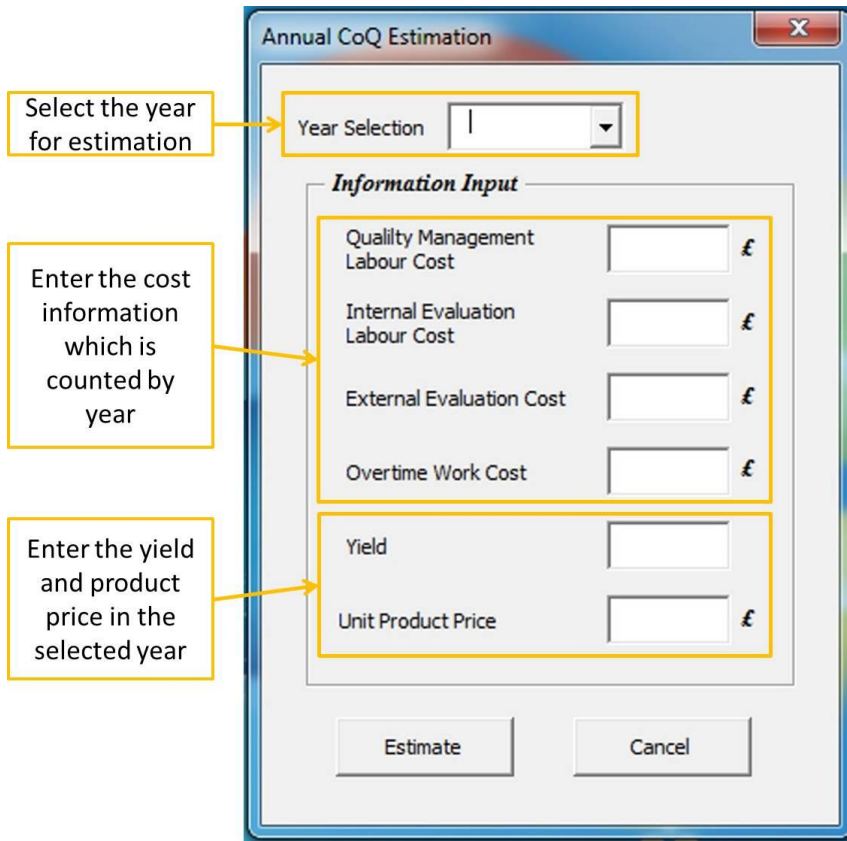 Annual CoQ Estimation
Select the year
for estimation
Year Selection
Information Input
Enter the cost
information
which is
counted by
year
Qualilty Management
Labour Cost
£
Internal Evaluation
Labour Cost
£
External Evaluation Cost
£
Overtime Work Cost
£
Enter the yield
and product
price in the
selected year
Yield
Unit Product Price
£
Estimate
Cancel